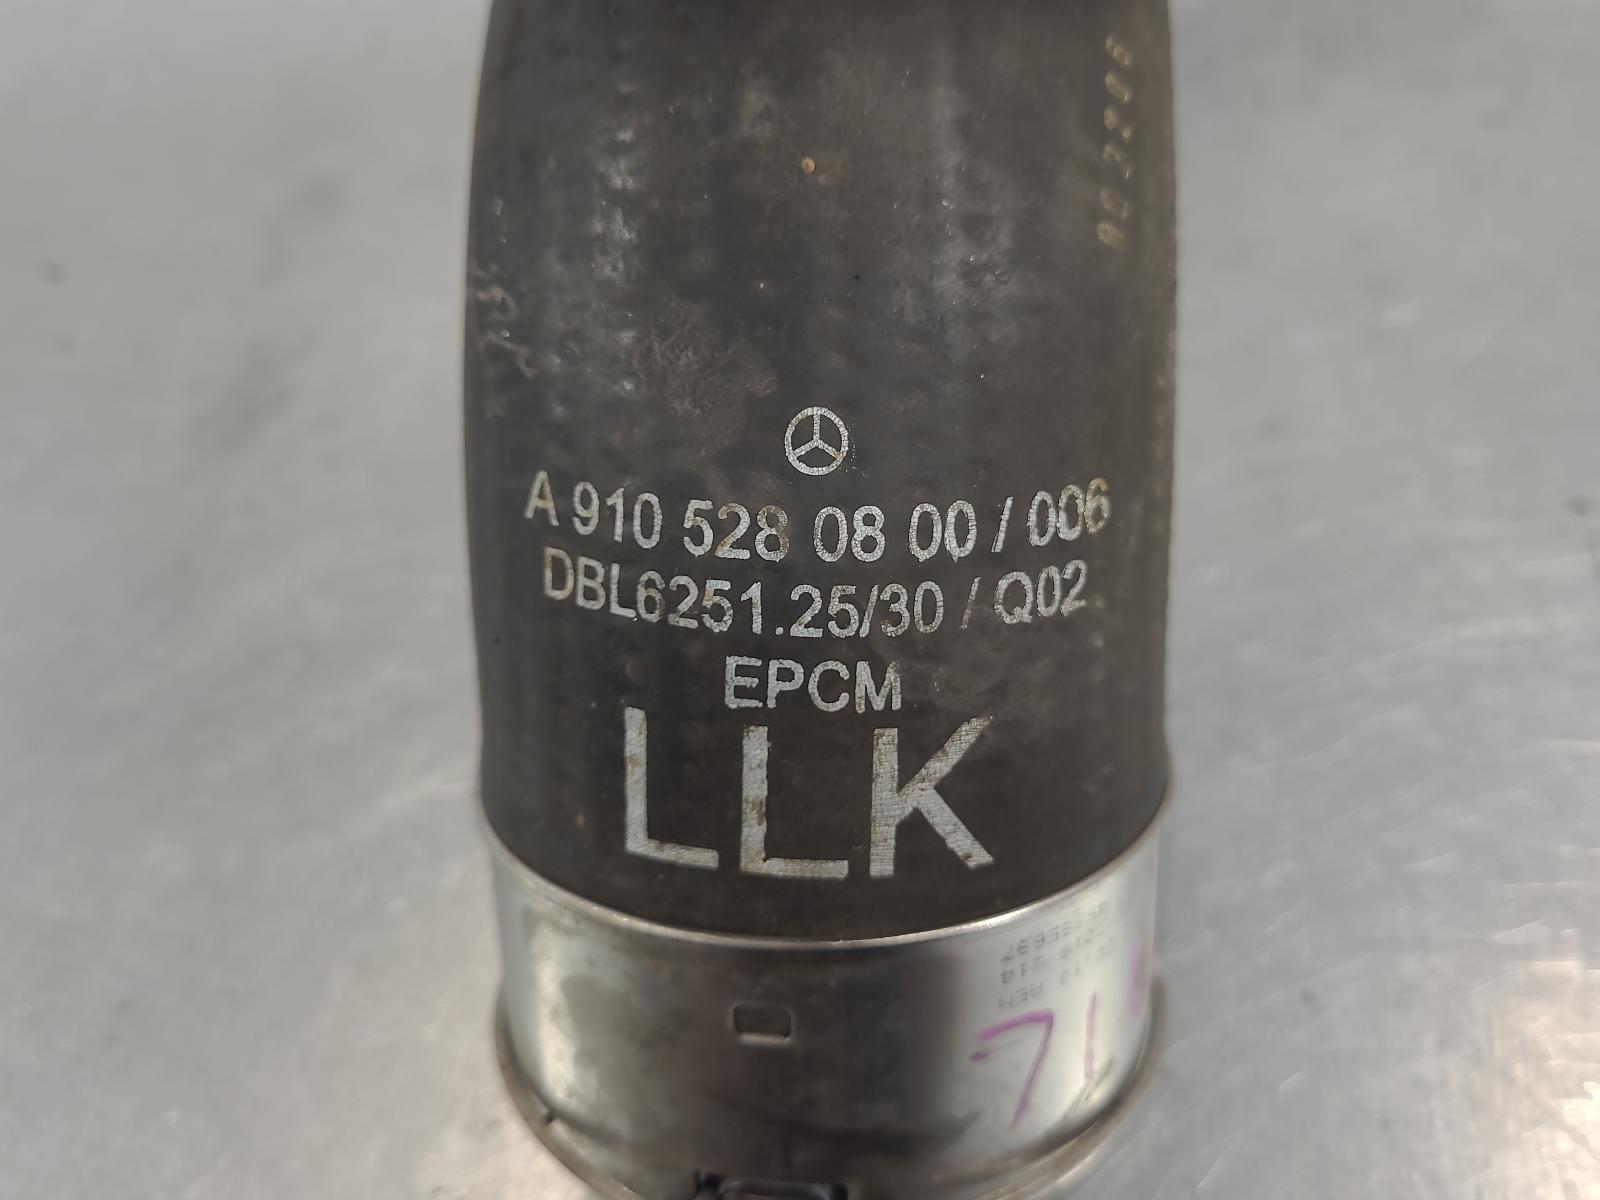 A 910 528 08 00 / 006
DBL6251.25/30 / Q02
EPCM
LLK